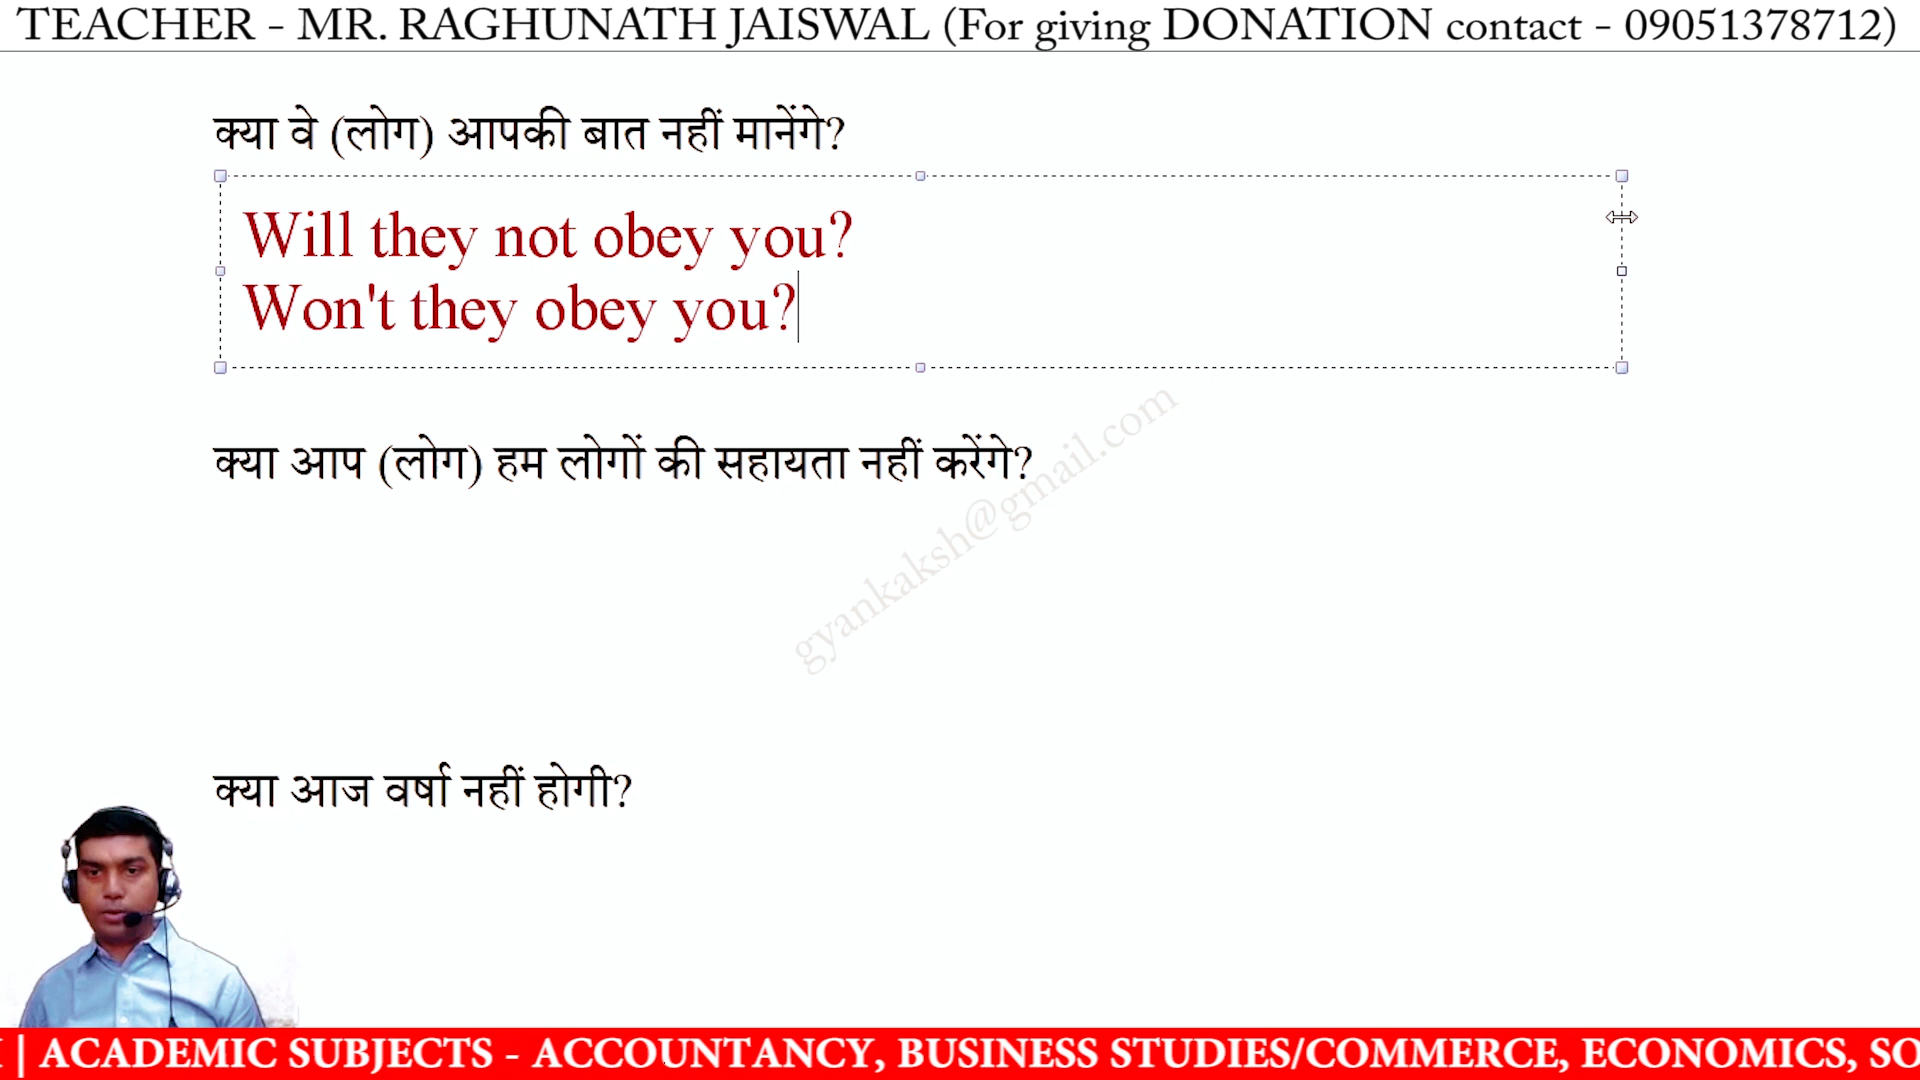 TEACHER - MR. RAGHUNATH JAISWAL (For giving DONATION contact - 09051378712)
क्या वे (लोग) आपकी बात नहीं मानेंगे?
Will they not obey you?
Won't they obey you?
क्या आप (लोग) हम लोगों की सहायता नहीं करेंगे?
gyankaksh@gmail.com
क्या आज वर्षा नहीं होगी?
| ACADEMIC SUBJECTS - ACCOUNTANCY, BUSINESS STUDIES/COMMERCE, ECONOMICS, SO